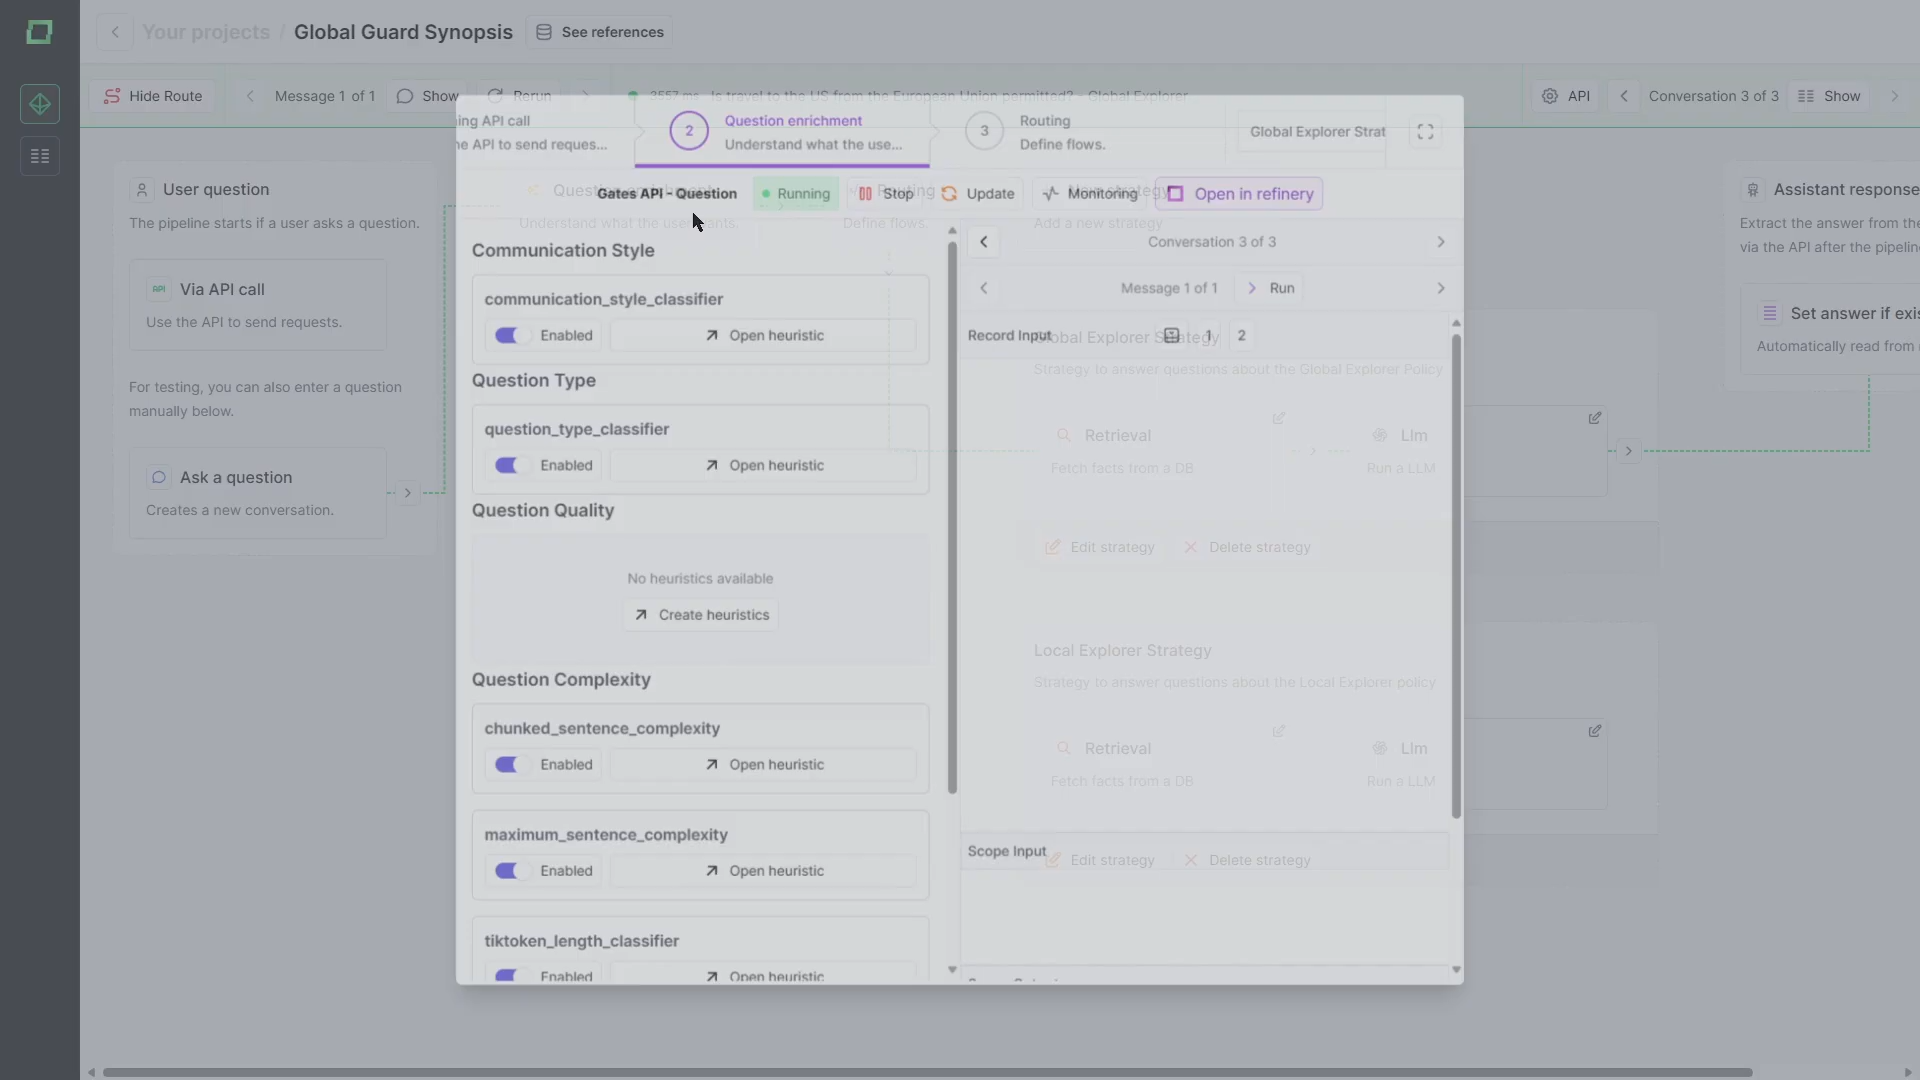 Your projects / Global Guard Synopsis
See references
Hide Route
Message 1 of 1
Show
Rerun
3557 ms
Is travel to the US from the European Union permitted? - Global Explorer
API
Conversation 3 of 3
Show
User question
The pipeline starts if a user asks a question.
Via API call
Use the API to send requests.
For testing, you can also enter a question
manually below.
Ask a question
Creates a new conversation.
ing API call
e API to send reques...
2
Question enrichment
Understand what the use...
3
Routing
Define flows.
Global Explorer Strat
Gates API - Question
Running
Stop
Update
Monitoring
Open in refinery
Understand what the user wants.
Routing
Define flows.
New strategy
Add a new strategy
Communication Style
communication_style_classifier
Enabled
Open heuristic
Question Type
question_type_classifier
Enabled
Open heuristic
Question Quality
No heuristics available
Create heuristics
Question Complexity
chunked_sentence_complexity
Enabled
Open heuristic
maximum_sentence_complexity
Enabled
Open heuristic
tiktoken_length_classifier
Enabled
Open heuristic
Conversation 3 of 3
Message 1 of 1
Run
Record Input
1
2
Global Explorer Strategy
Strategy to answer questions about the Global Explorer Policy
Retrieval
Fetch facts from a DB
Llm
Run a LLM
Edit strategy
Delete strategy
Local Explorer Strategy
Strategy to answer questions about the Local Explorer policy
Retrieval
Fetch facts from a DB
Llm
Run a LLM
Scope Input
Edit strategy
Delete strategy
Assistant response
Extract the answer from the
via the API after the pipelin
Set answer if exis
Automatically read from